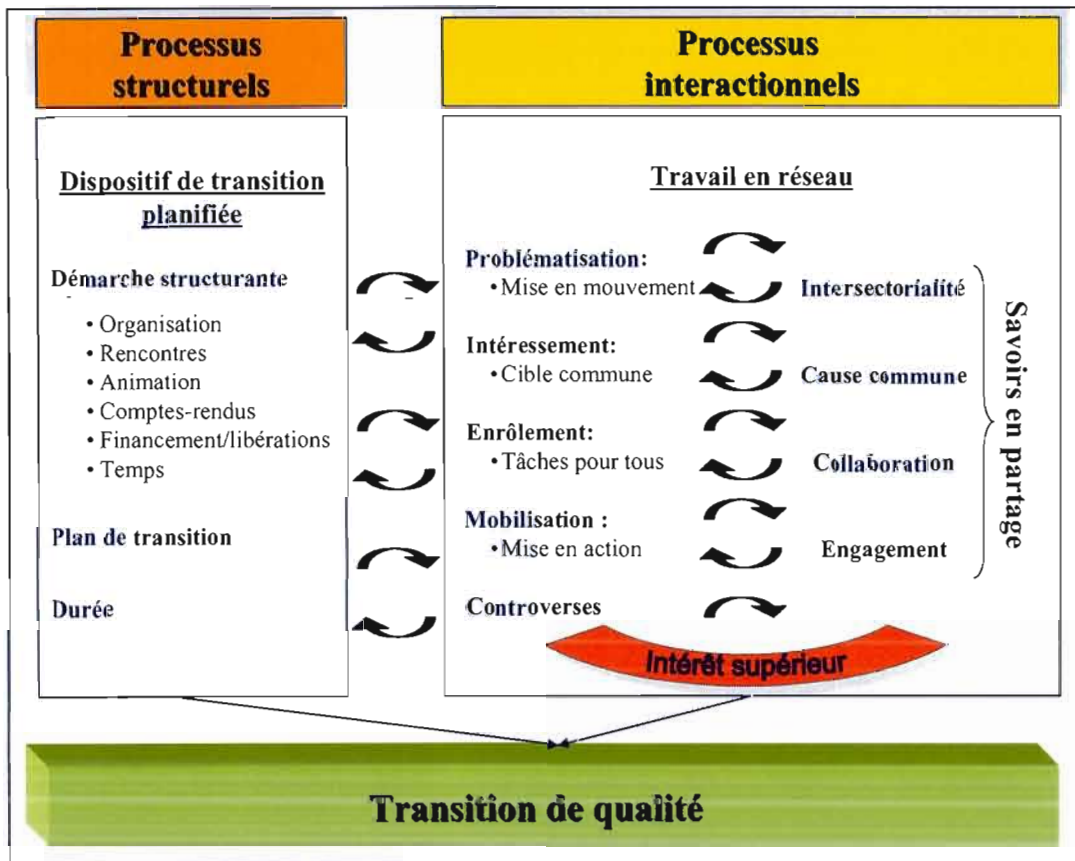 Processus
structurels
Processus
interactionnels
Dispositif de transition
planifiée
Démarche structurante
• Organisation
• Rencontres
• Animation
• Comptes-rendus
• Financement/libérations
• Temps
Plan de transition
Durée
Travail en réseau
Problématisation:
• Mise en mouvement
Intersectorialité
Intéressement:
• Cible commune
Cause commune
Enrôlement:
• Tâches pour tous
Collaboration
Mobilisation :
• Mise en action
Engagement
Controverses
Savoirs en partage
Intérêt supérieur
Transition de qualité